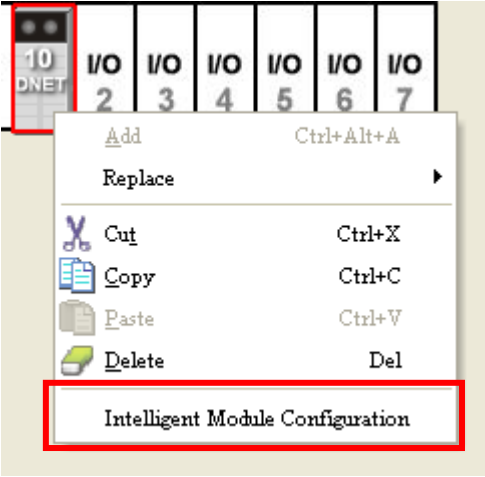 10
DNET
I/O I/O I/O I/O I/O I/O
2 3 4 5 6 7
Add Ctrl+Alt+A
Replace
Cut Ctrl+X
Copy Ctrl+C
Paste Ctrl+V
Delete Del
Intelligent Module Configuration